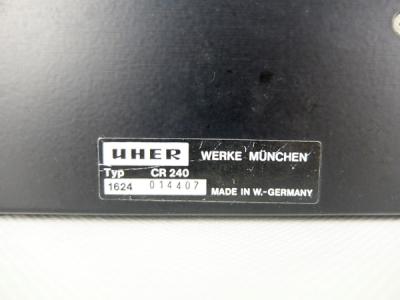 UHER WERKE MÜNCHEN
Typ CR 240
1624 014407 MADE IN W.-GERMANY